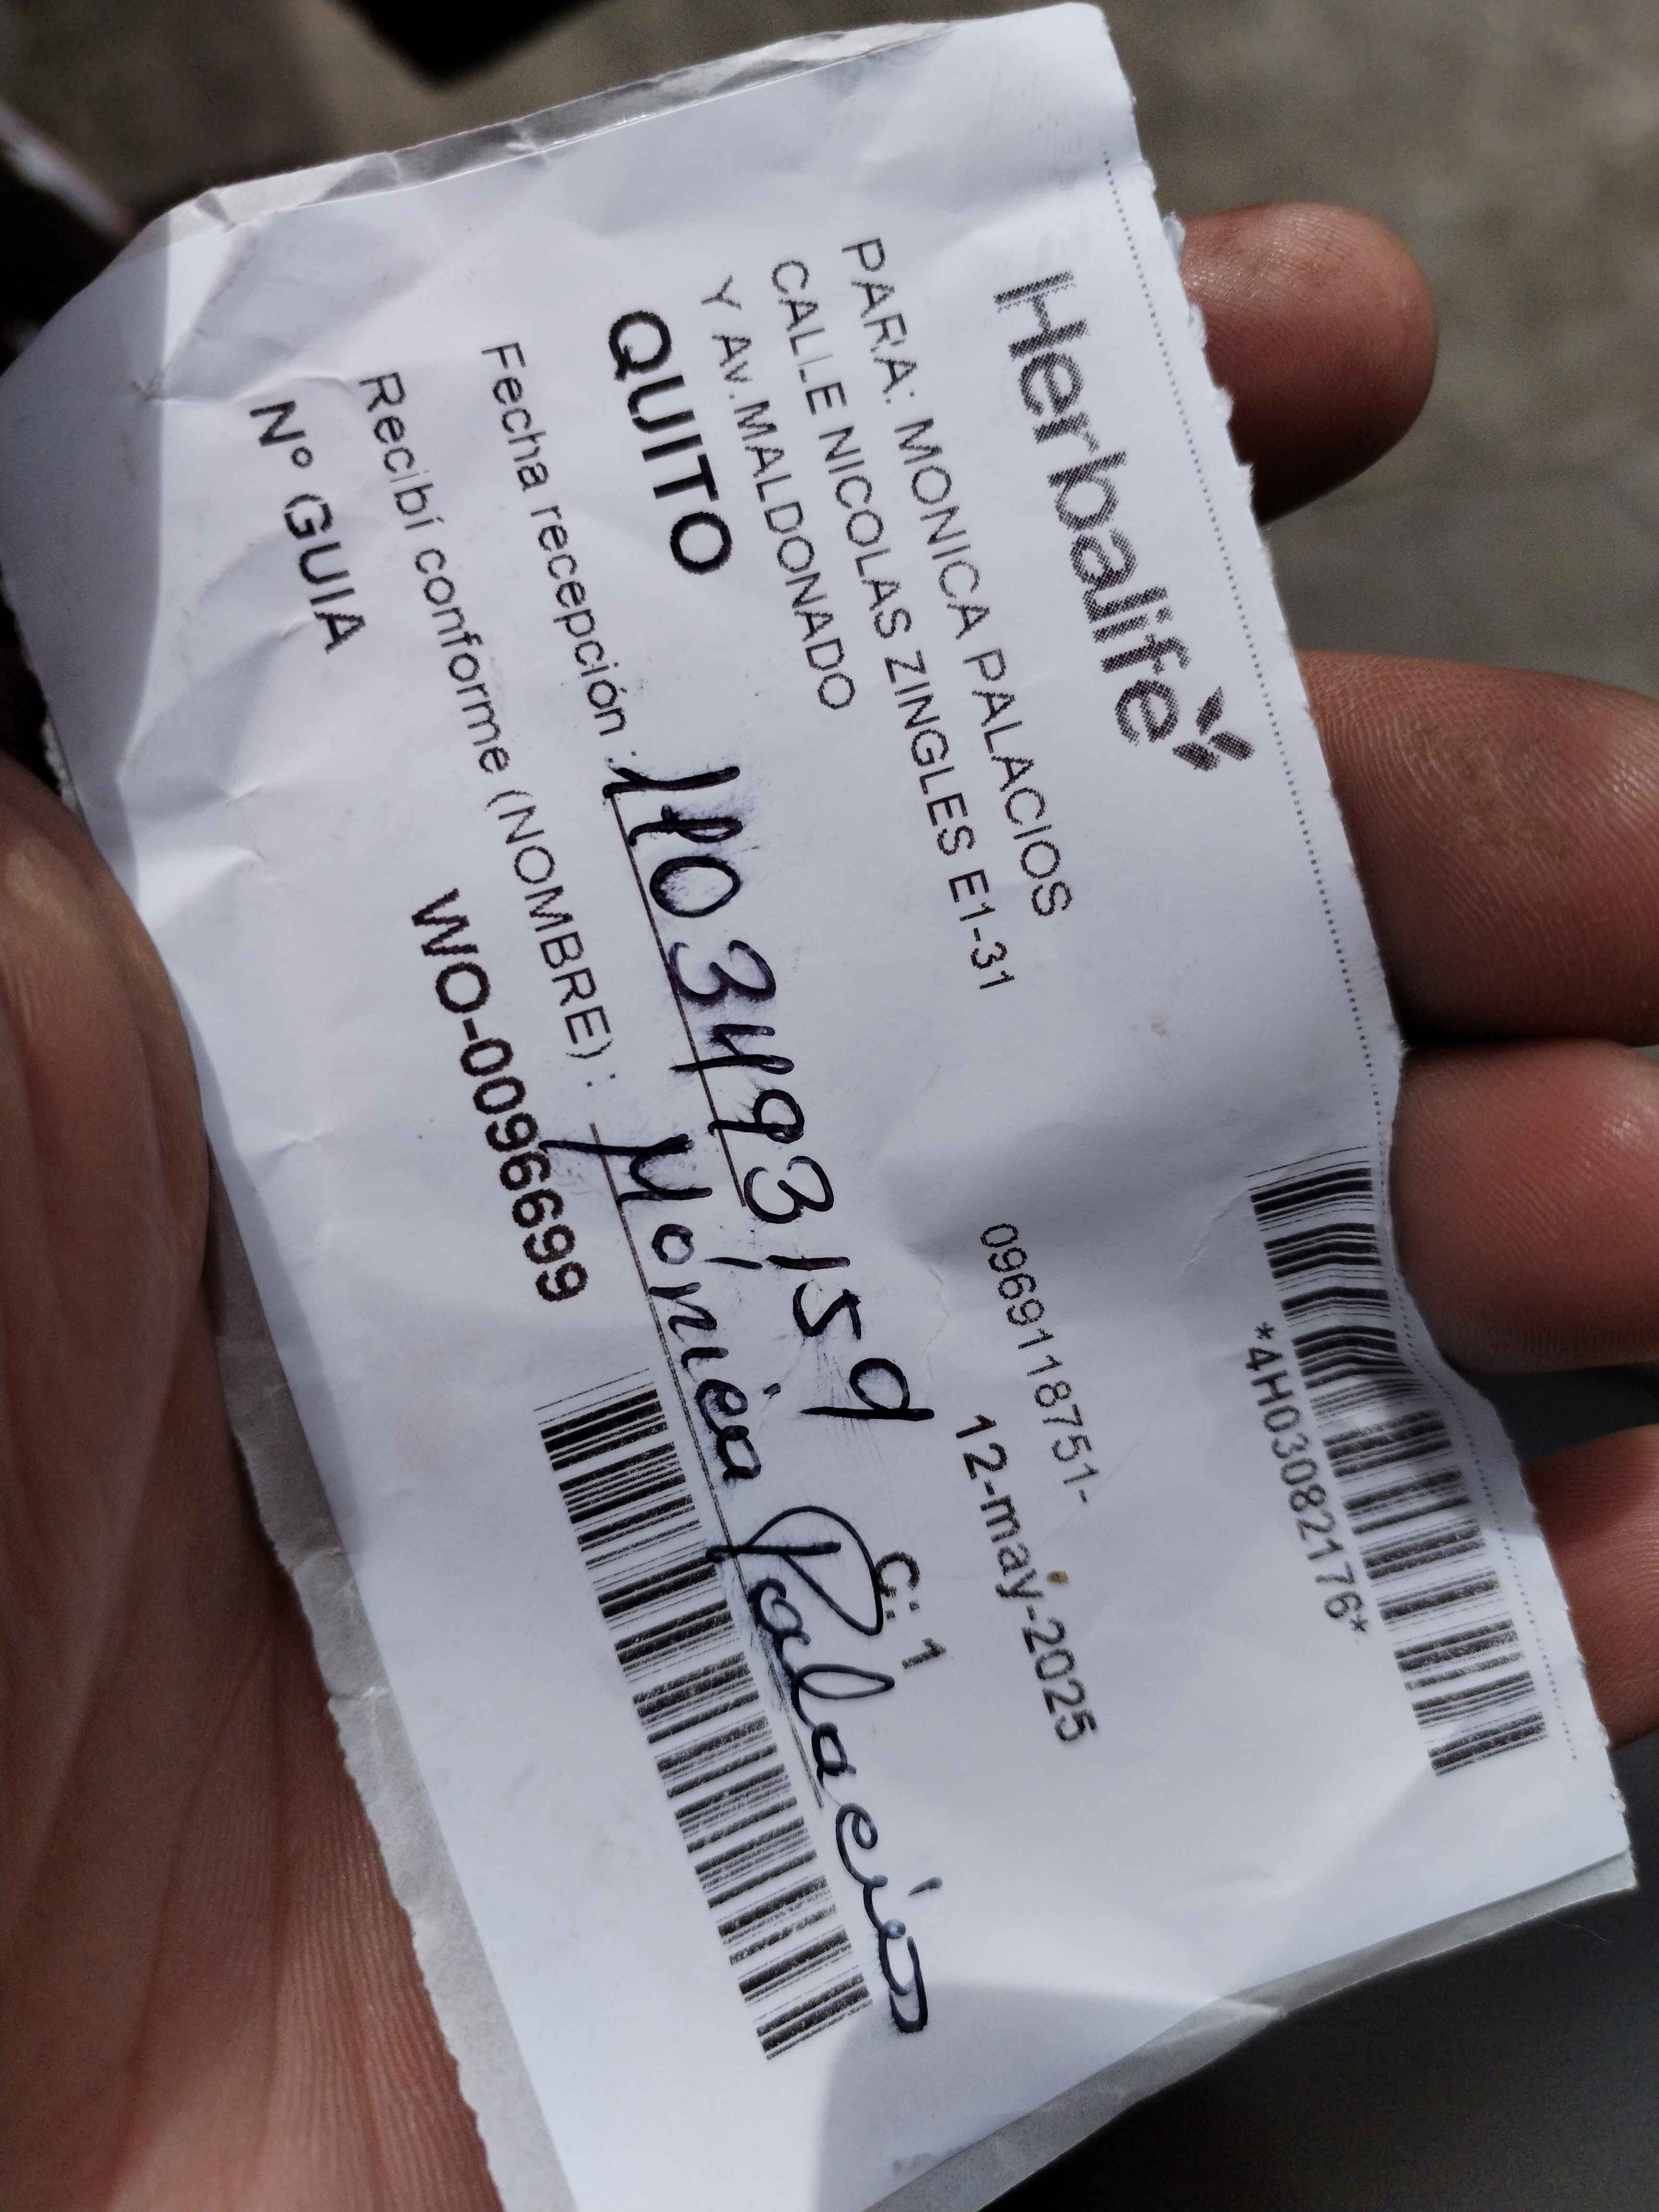 Herbalife
*4H03082176*
PARA: MONICA PALACIOS
CALLE NICOLAS ZINGLES E1-31
0969118751-
Y Av.MALDONADO
12-may-2025
QUITO
C: 1
Fecha recepción : 1103493159
Recibí conforme (NOMBRE) : Mónica Palacios
Nº GUIA WO-0096699